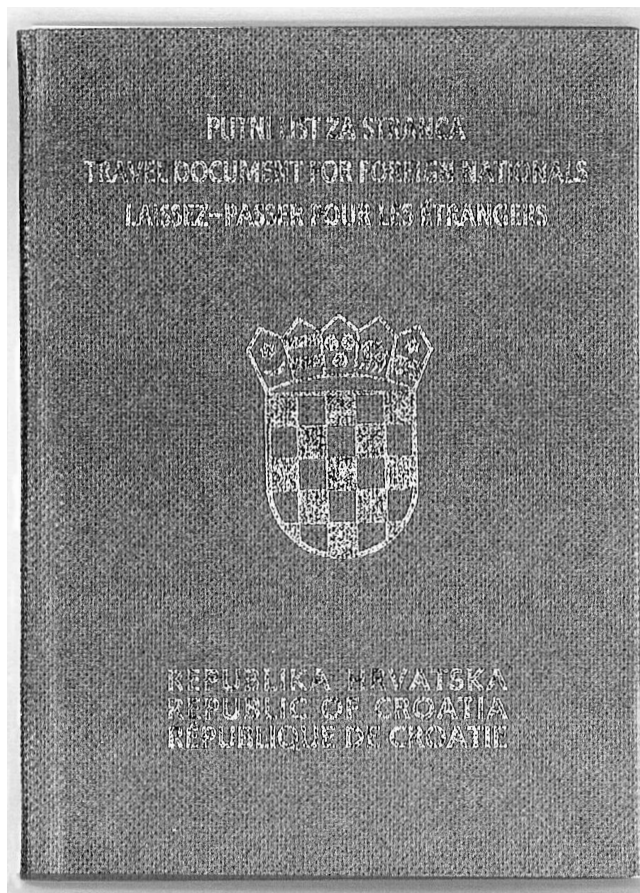 PUTNI LIST ZA STRANCA
TRAVEL DOCUMENT FOR FOREIGN NATIONALS
LAISSEZ-PASSER POUR LES ÉTRANGERS
REPUBLIKA HRVATSKA
REPUBLIC OF CROATIA
RÉPUBLIQUE DE CROATIE